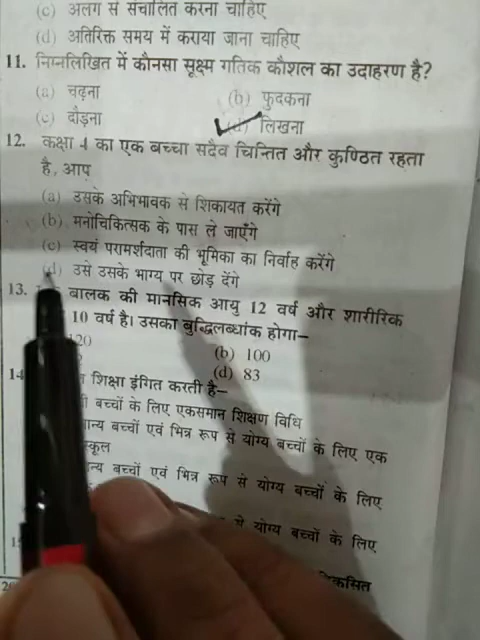 (c) अलग से संचालित करना चाहिए
(d) अतिरिक्त समय में कराया जाना चाहिए
11. निम्नलिखित में कौनसा सूक्ष्म गतिक कौशल का उदाहरण है?
(a) चढ़ना (b) फुदकना
(c) दौड़ना (d) लिखना
12. कक्षा 4 का एक बच्चा सदैव चिन्तित और कुण्ठित रहता
है, आप
(a) उसके अभिभावक से शिकायत करेंगे
(b) मनोचिकित्सक के पास ले जाएँगे
(c) स्वयं परामर्शदाता की भूमिका का निर्वाह करेंगे
(d) उसे उसके भाग्य पर छोड़ देंगे
13. बालक की मानसिक आयु 12 वर्ष और शारीरिक
10 वर्ष है। उसका बुद्धिलब्धांक होगा–
120 (b) 100
(d) 83
14 शिक्षा इंगित करती है–
बच्चों के लिए एकसमान शिक्षण विधि
बच्चों एवं भिन्न रूप से योग्य बच्चों के लिए एक
स्कूल
बच्चों एवं भिन्न रूप से योग्य बच्चों के लिए
से योग्य बच्चों के लिए